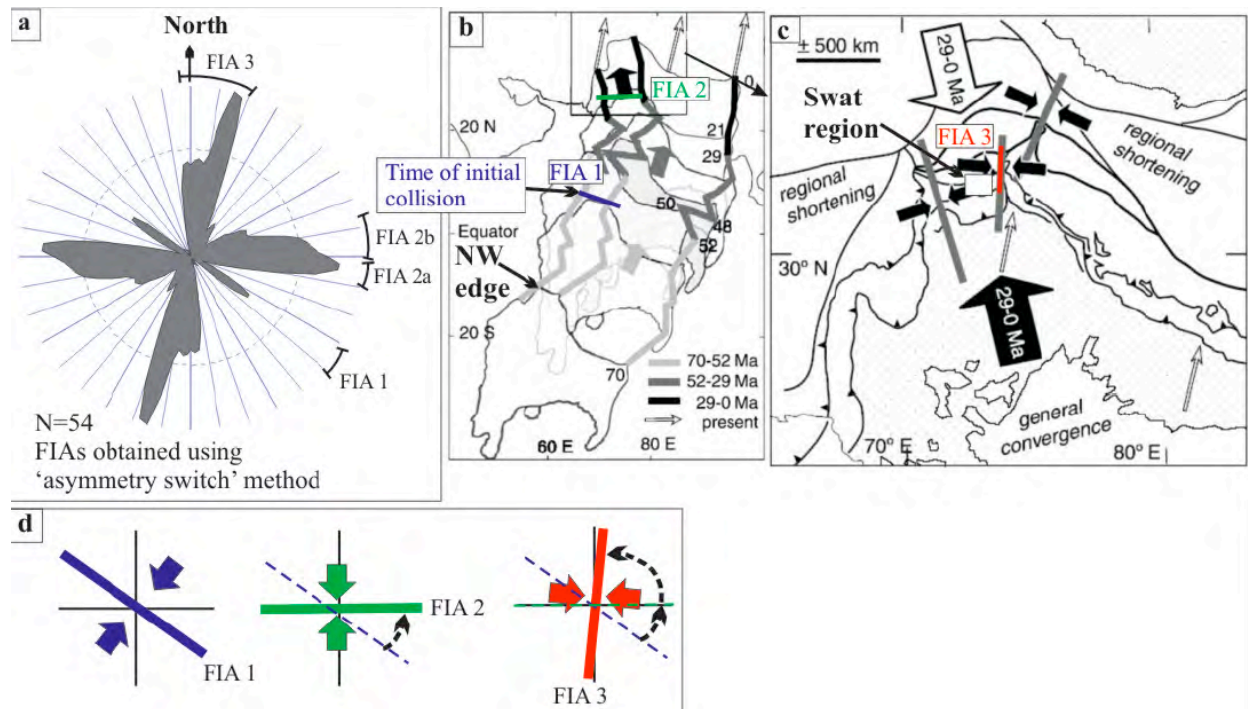 a
North
FIA 3
FIA 2b
FIA 2a
FIA 1
N=54
FIAs obtained using
‘asymmetry switch’ method
b
FIA 2
0
20 N
21
29
Time of initial
collision
FIA 1
50
48
52
Equator
NW
edge
20 S
70
70-52 Ma
52-29 Ma
29-0 Ma
present
60 E
80 E
c
± 500 km
29-0 Ma
Swat
region
FIA 3
regional
shortening
regional
shortening
30° N
29-0 Ma
general
convergence
70° E
80° E
d
FIA 1
FIA 2
FIA 3